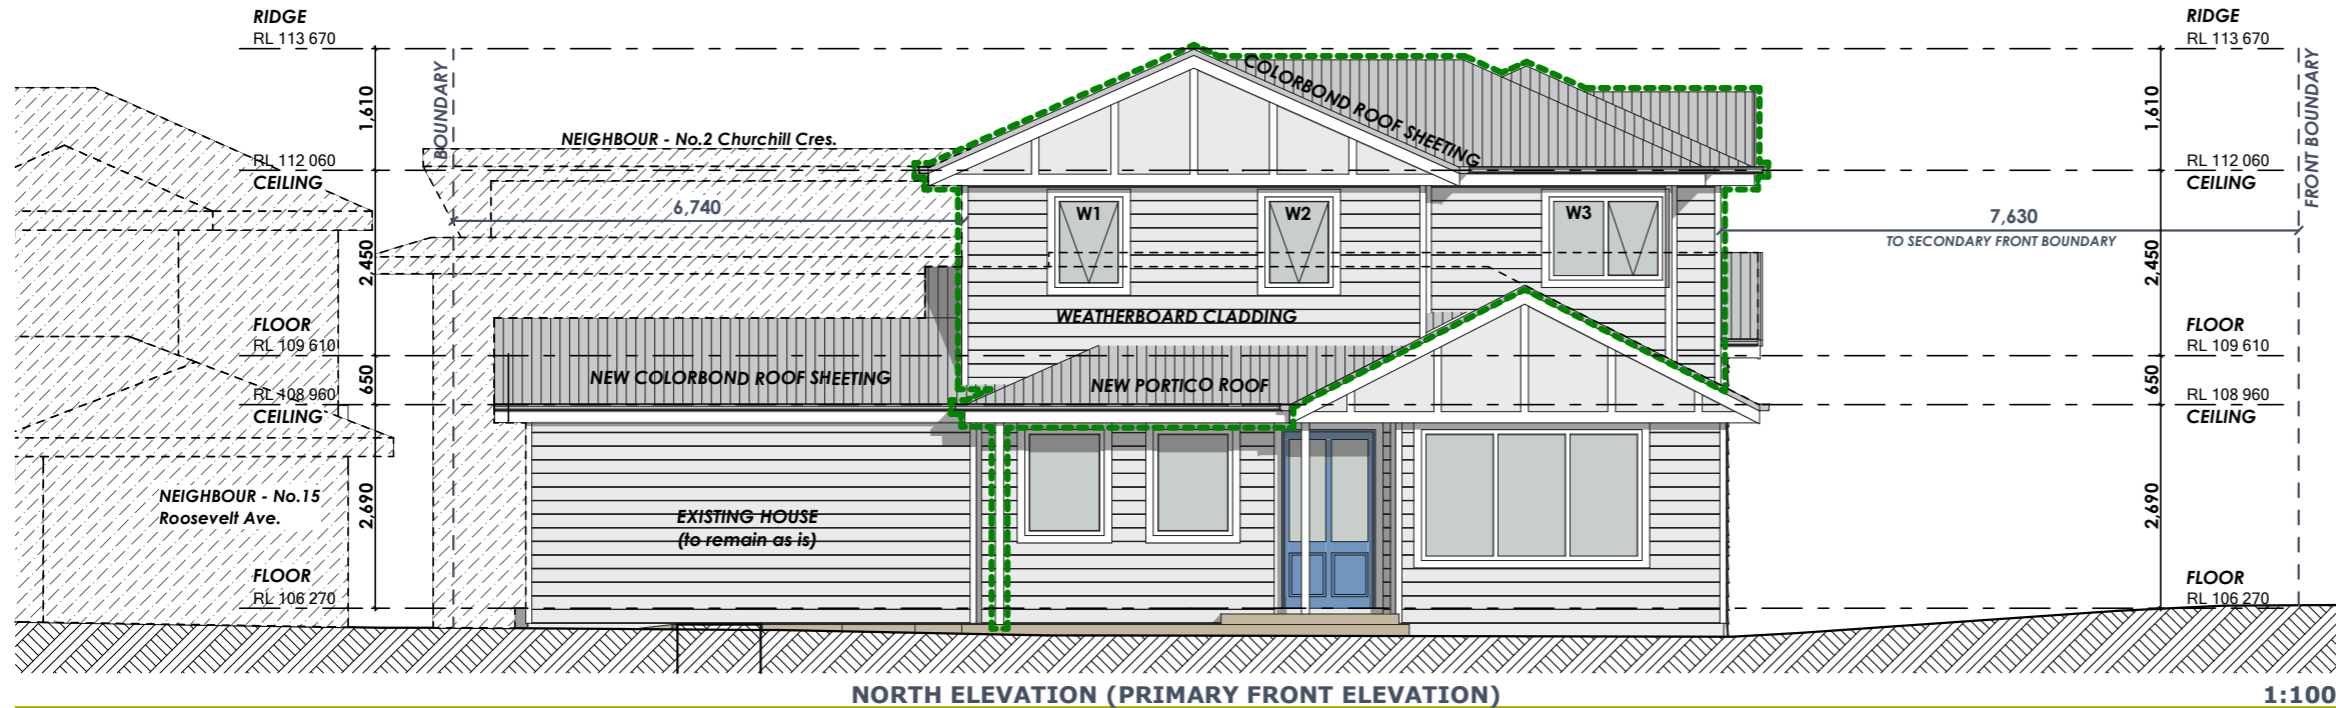 RIDGE
RL 113 670
RIDGE
RL 113 670
BOUNDARY
FRONT BOUNDARY
1,610
COLORBOND ROOF SHEETING
1,610
NEIGHBOUR - No.2 Churchill Cres.
RL 112 060
CEILING
RL 112 060
CEILING
6,740
W1
W2
W3
7,630
TO SECONDARY FRONT BOUNDARY
2,450
2,450
WEATHERBOARD CLADDING
FLOOR
RL 109 610
FLOOR
RL 109 610
650
NEW COLORBOND ROOF SHEETING
NEW PORTICO ROOF
650
RL 108 960
CEILING
RL 108 960
CEILING
NEIGHBOUR - No.15
Roosevelt Ave.
2,690
EXISTING HOUSE
(to remain as is)
2,690
FLOOR
RL 106 270
FLOOR
RL 106 270
NORTH ELEVATION (PRIMARY FRONT ELEVATION)
1:100